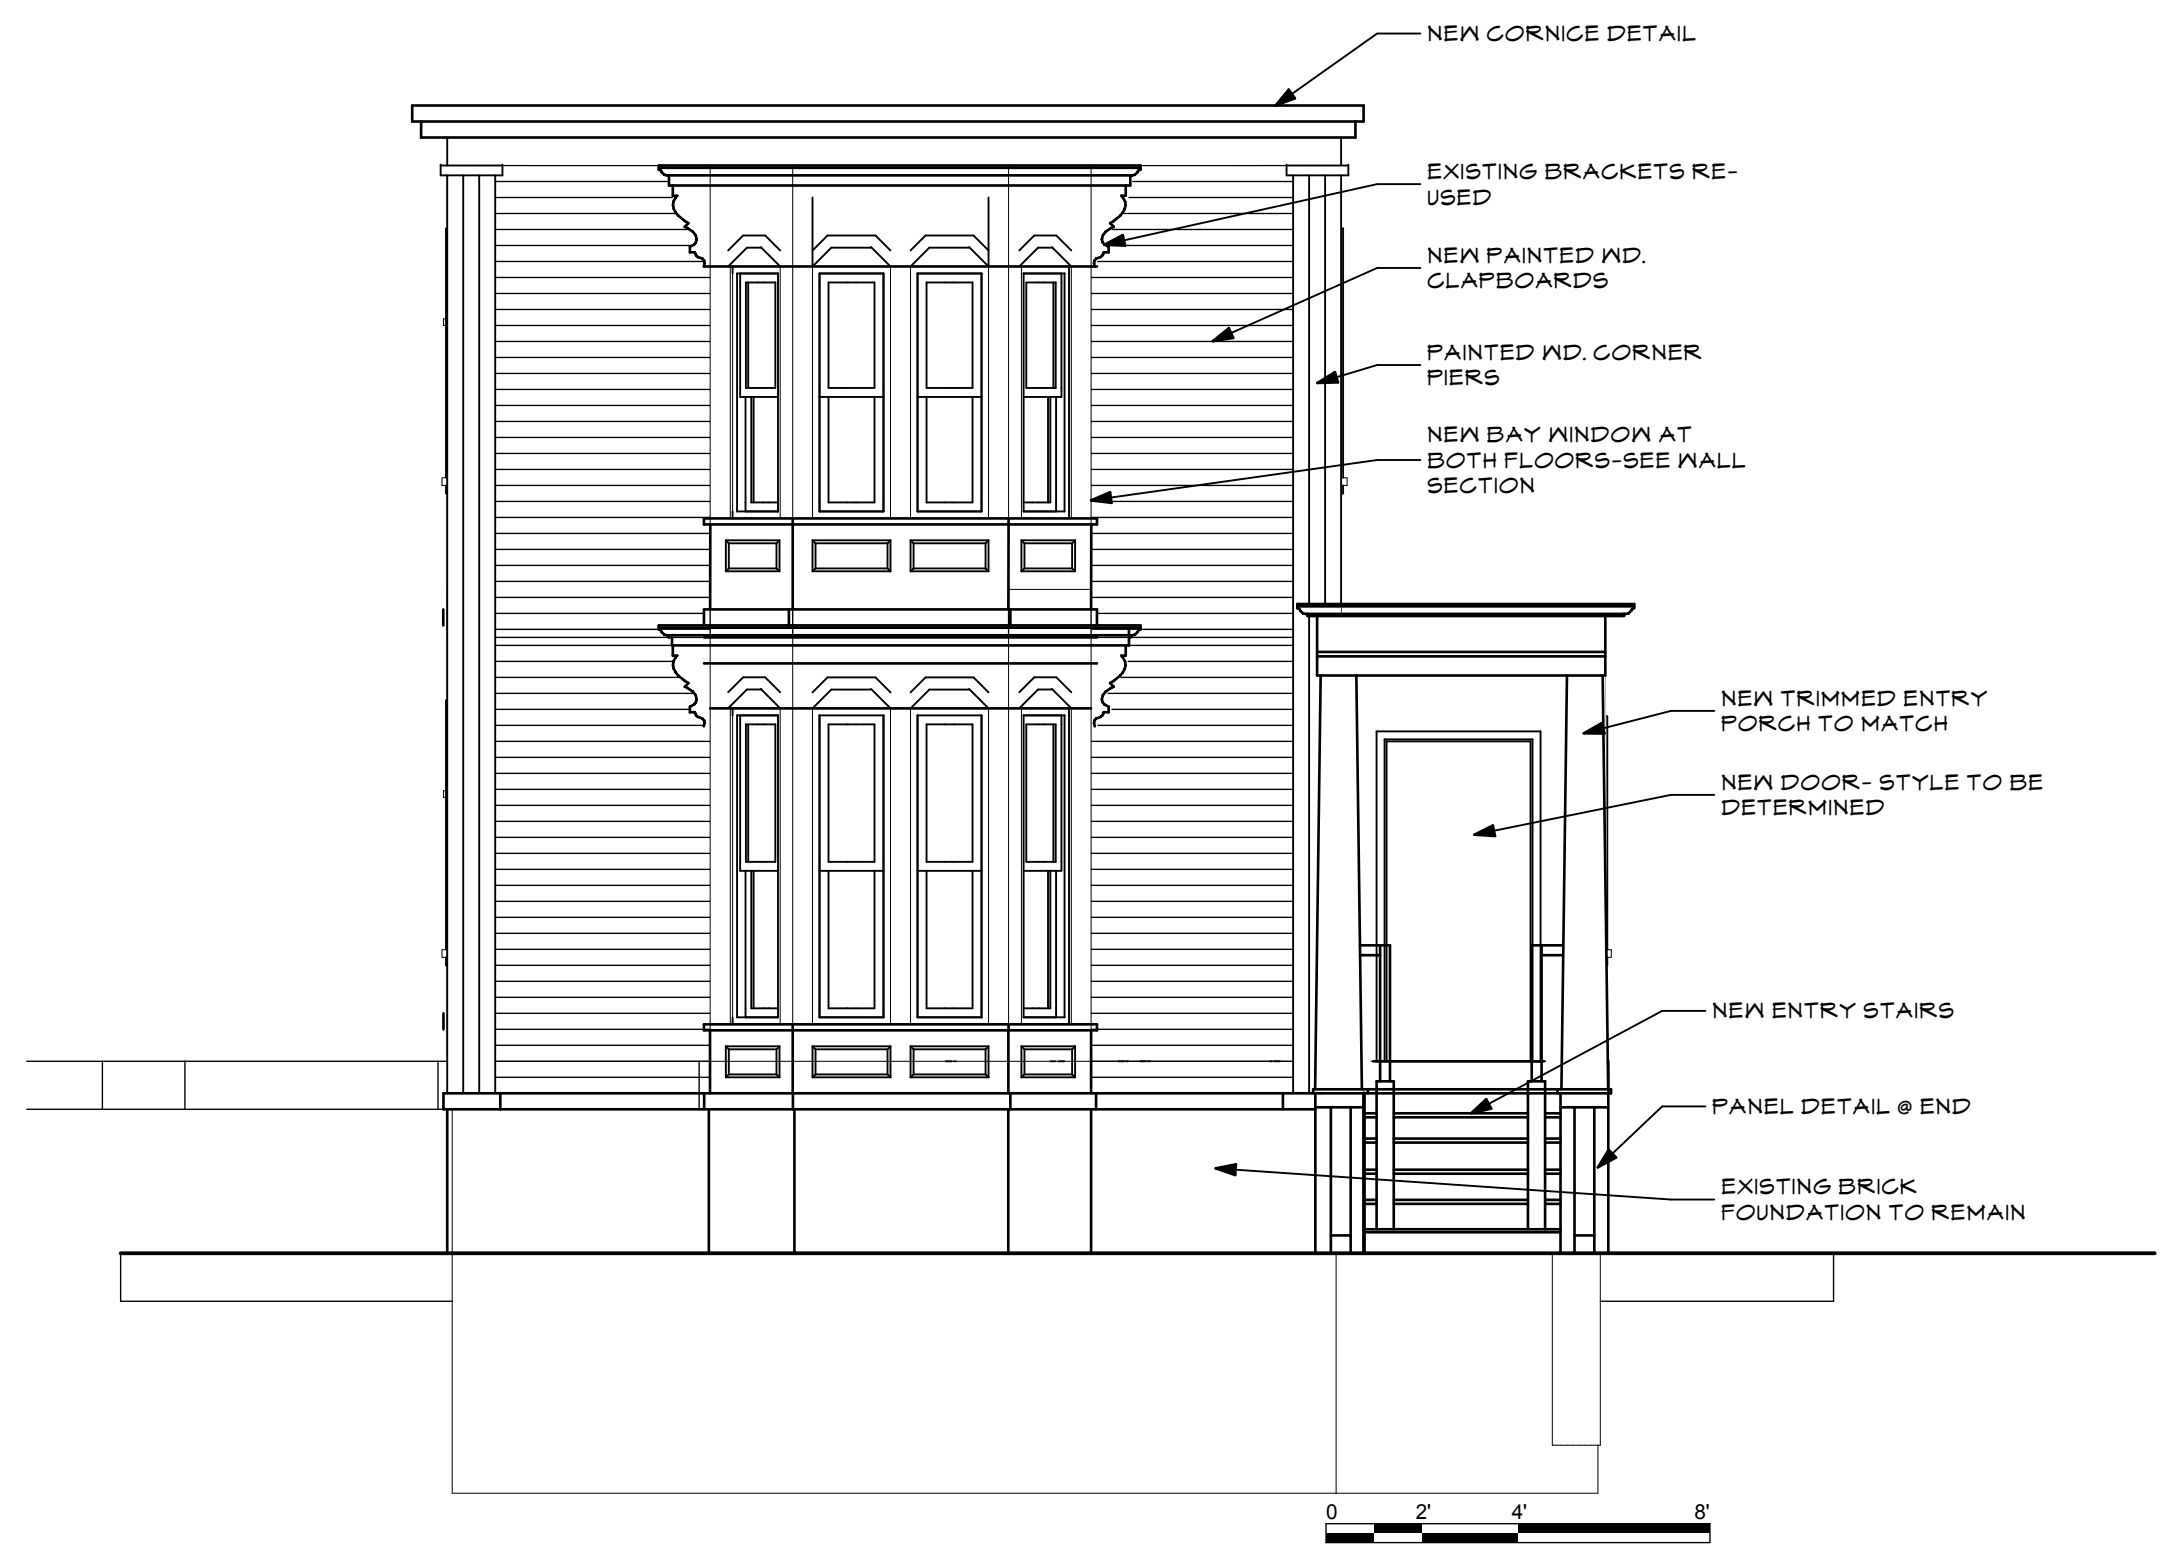 NEW CORNICE DETAIL
EXISTING BRACKETS RE-
USED
NEW PAINTED WD.
CLAPBOARDS
PAINTED WD. CORNER
PIERS
NEW BAY WINDOW AT
BOTH FLOORS-SEE WALL
SECTION
NEW TRIMMED ENTRY
PORCH TO MATCH
NEW DOOR- STYLE TO BE
DETERMINED
NEW ENTRY STAIRS
PANEL DETAIL @ END
EXISTING BRICK
FOUNDATION TO REMAIN
0 2' 4' 8'